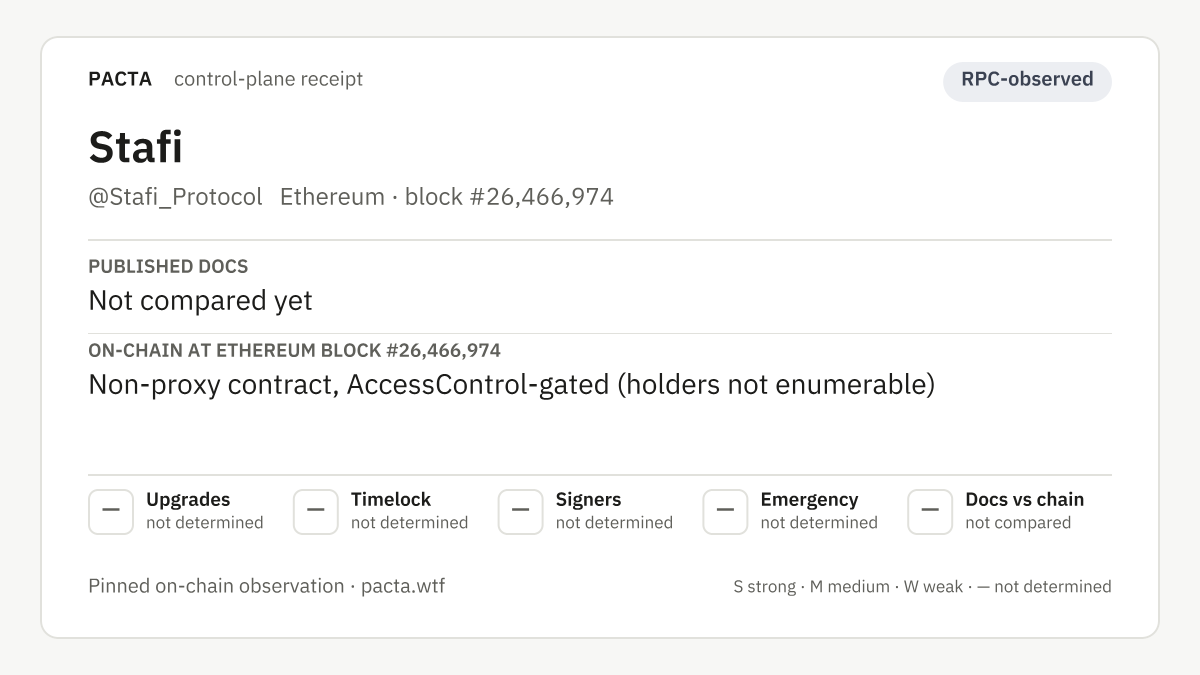 PACTA control-plane receipt RPC-observed
Stafi
@Stafi_Protocol Ethereum · block #26,466,974
PUBLISHED DOCS
Not compared yet
ON-CHAIN AT ETHEREUM BLOCK #26,466,974
Non-proxy contract, AccessControl-gated (holders not enumerable)
— Upgrades — Timelock — Signers — Emergency — Docs vs chain
not determined not determined not determined not determined not compared
Pinned on-chain observation · pacta.wtf S strong · M medium · W weak · — not determined